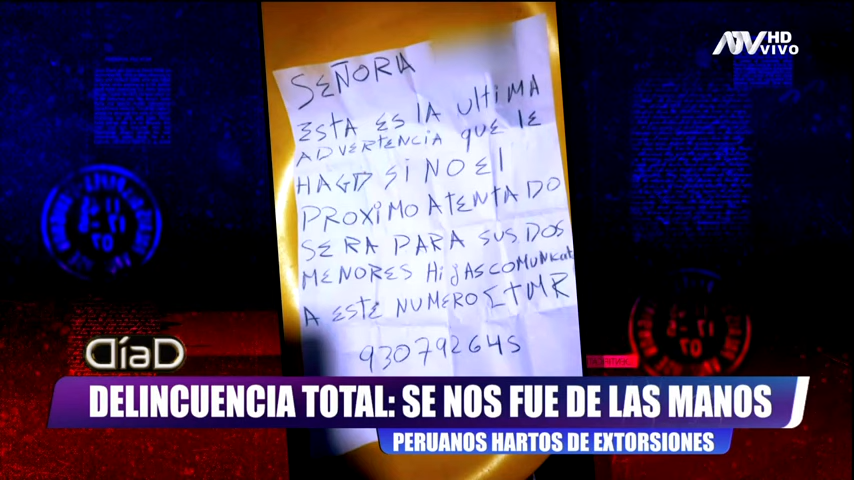 ATV HD
VIVO
SEÑORA
ESTA ES LA ULTIMA
ADVERTENCIA QUE LE
HAGO SI NO El
PROXIMO ATENTADO
SERA PARA SUS DOS
MENORES HijAS COMUNICAte
A ESTE NUMERO CTMR
930792645
DíaD
DELINCUENCIA TOTAL: SE NOS FUE DE LAS MANOS
PERUANOS HARTOS DE EXTORSIONES